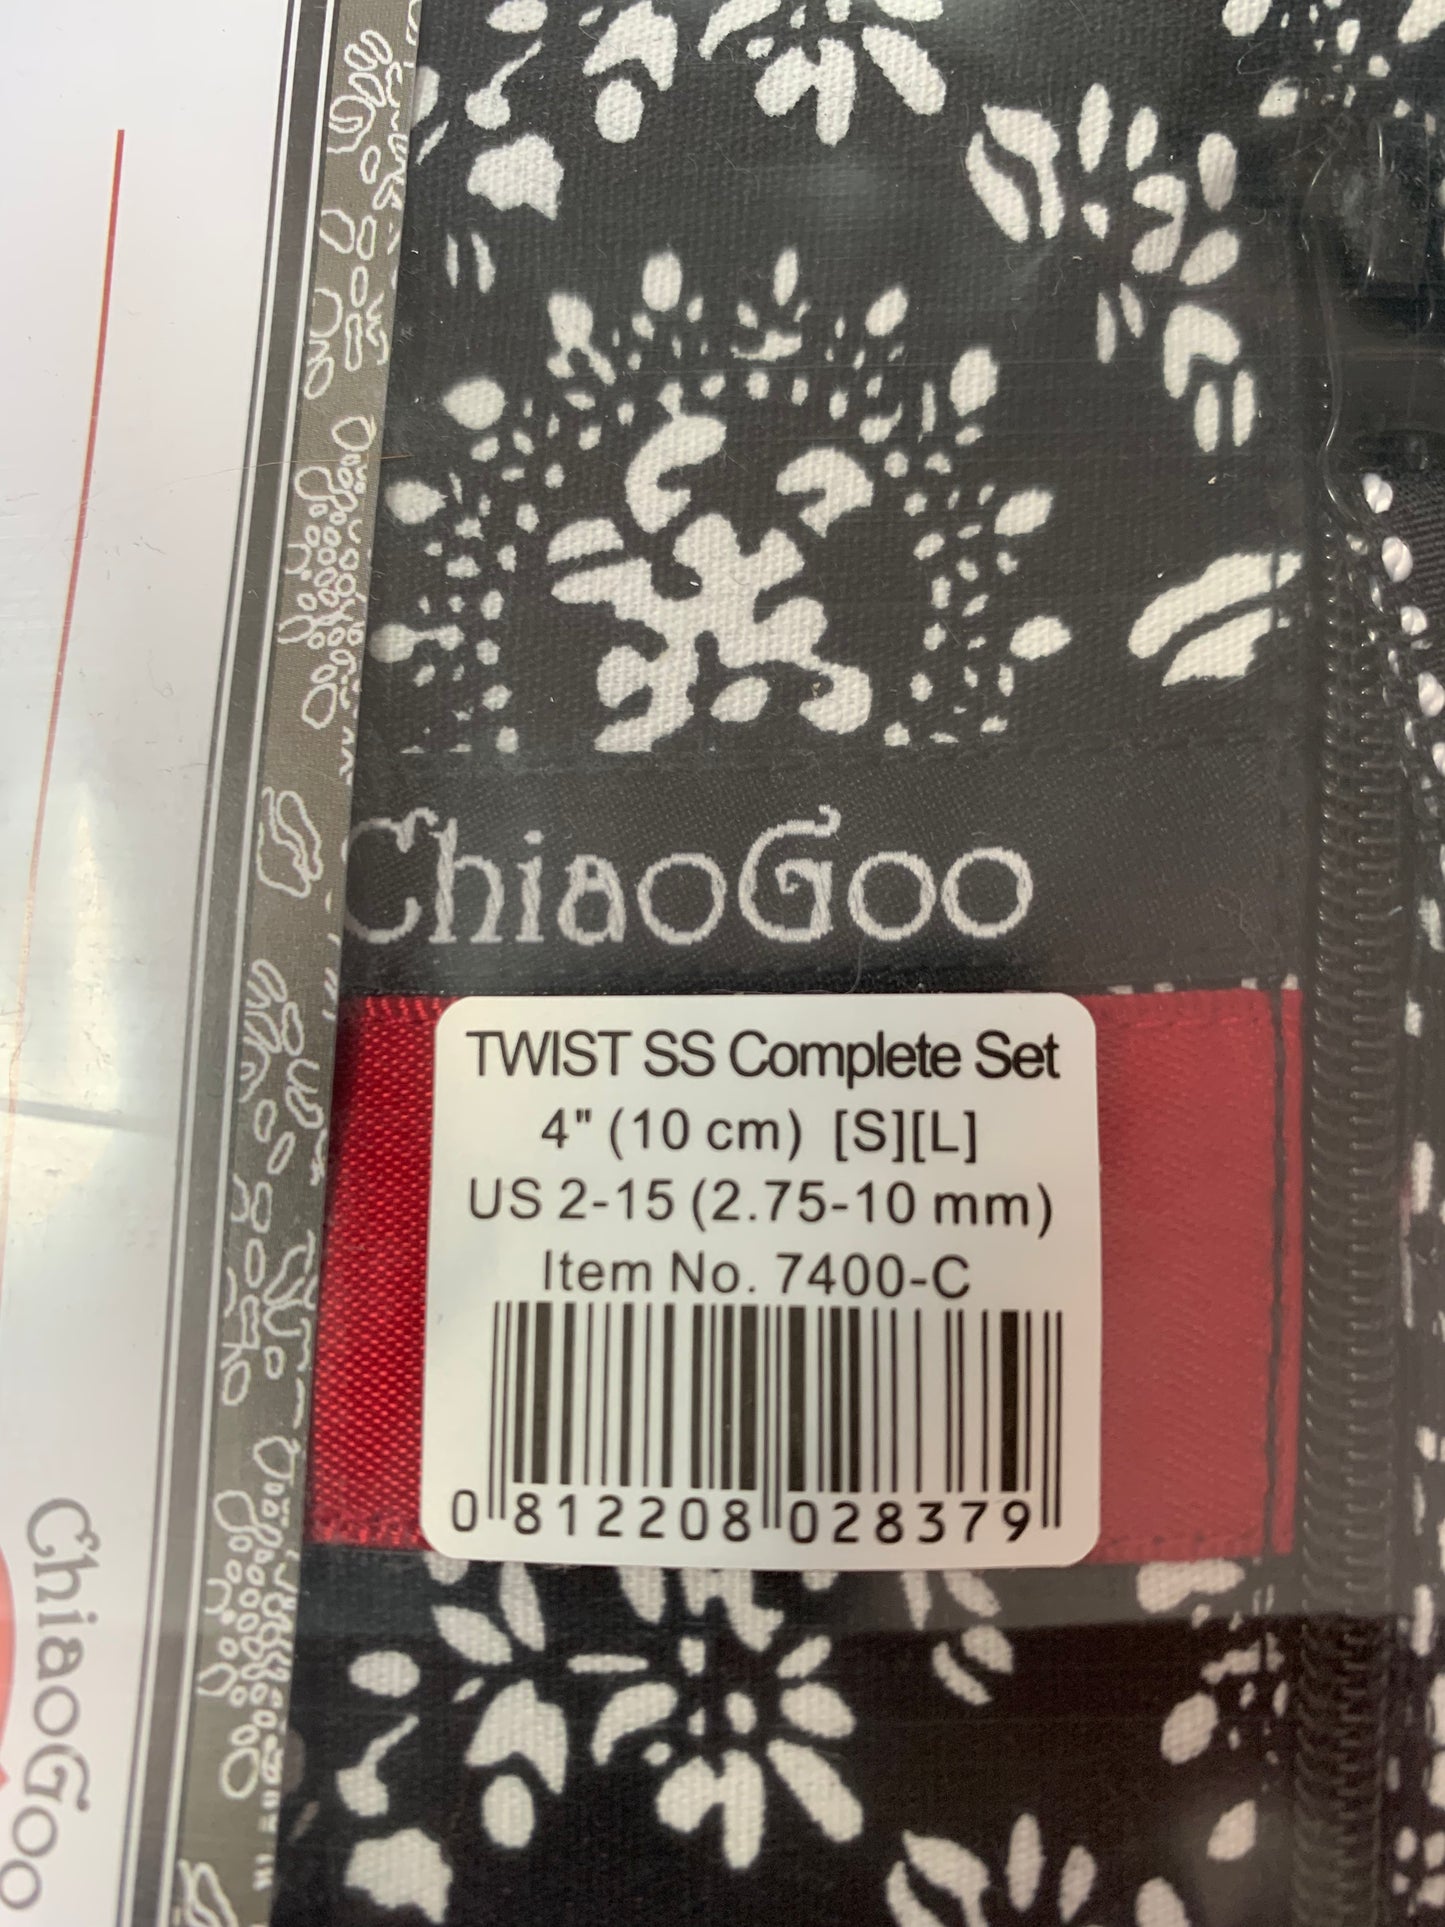 ChiaoGoo
TWIST SS Complete Set
4" (10 cm) [S][L]
US 2-15 (2.75-10 mm)
Item No. 7400-C
0 812208 028379
ChiaoGoo